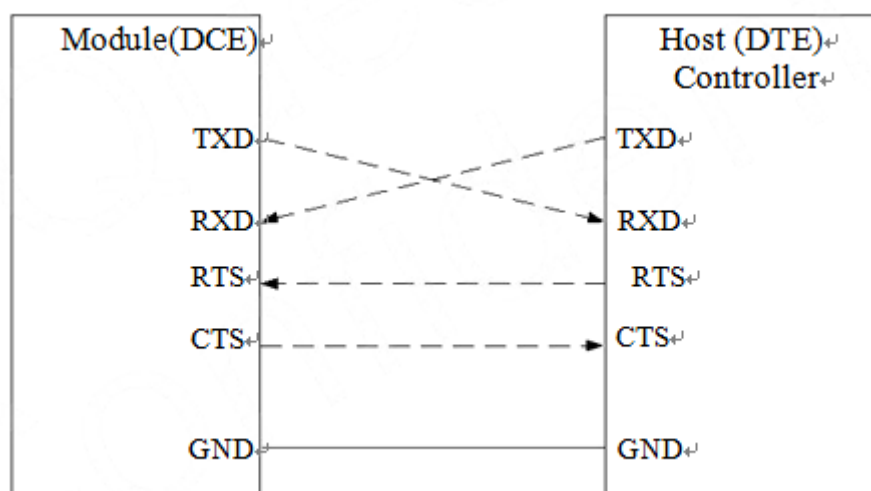 Module(DCE)
TXD
RXD
RTS
CTS
GND
Host (DTE)
Controller
TXD
RXD
RTS
CTS
GND